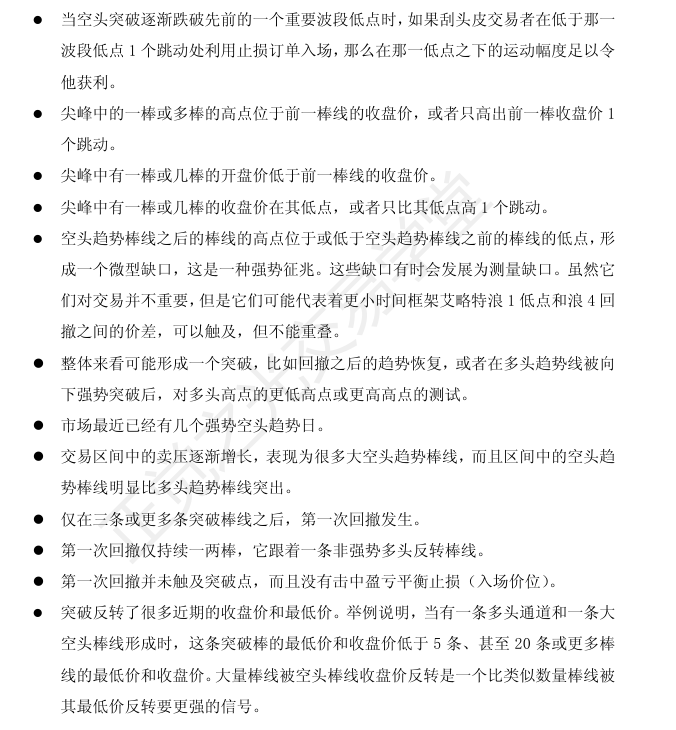 ● 当空头突破逐渐跌破先前的一个重要波段低点时，如果刮头皮交易者在低于那一
波段低点 1 个跳动处利用止损订单入场，那么在那一低点之下的运动幅度足以令
他获利。
● 尖峰中的一棒或多棒的高点位于前一棒线的收盘价，或者只高出前一棒收盘价 1
个跳动。
● 尖峰中有一棒或几棒的开盘价低于前一棒线的收盘价。
● 尖峰中有一棒或几棒的收盘价在其低点，或者只比其低点高 1 个跳动。
● 空头趋势棒线之后的棒线的高点位于或低于空头趋势棒线之前的棒线的低点，形
成一个微型缺口，这是一种强势征兆。这些缺口有时会发展为测量缺口。虽然它
们对交易并不重要，但是它们可能代表着更小时间框架艾略特浪 1 低点和浪 4 回
撤之间的价差，可以触及，但不能重叠。
● 整体来看可能形成一个突破，比如回撤之后的趋势恢复，或者在多头趋势线被向
下强势突破后，对多头高点的更低高点或更高高点的测试。
● 市场最近已经有几个强势空头趋势日。
● 交易区间中的卖压逐渐增长，表现为很多大空头趋势棒线，而且区间中的空头趋
势棒线明显比多头趋势棒线突出。
● 仅在三条或更多条突破棒线之后，第一次回撤发生。
● 第一次回撤仅持续一两棒，它跟着一条非强势多头反转棒线。
● 第一次回撤并未触及突破点，而且没有击中盈亏平衡止损（入场价位）。
● 突破反转了很多近期的收盘价和最低价。举例说明，当有一条多头通道和一条大
空头棒线形成时，这条突破棒的最低价和收盘价低于 5 条、甚至 20 条或更多棒
线的最低价和收盘价。大量棒线被空头棒线收盘价反转是一个比类似数量棒线被
其最低价反转要更强的信号。